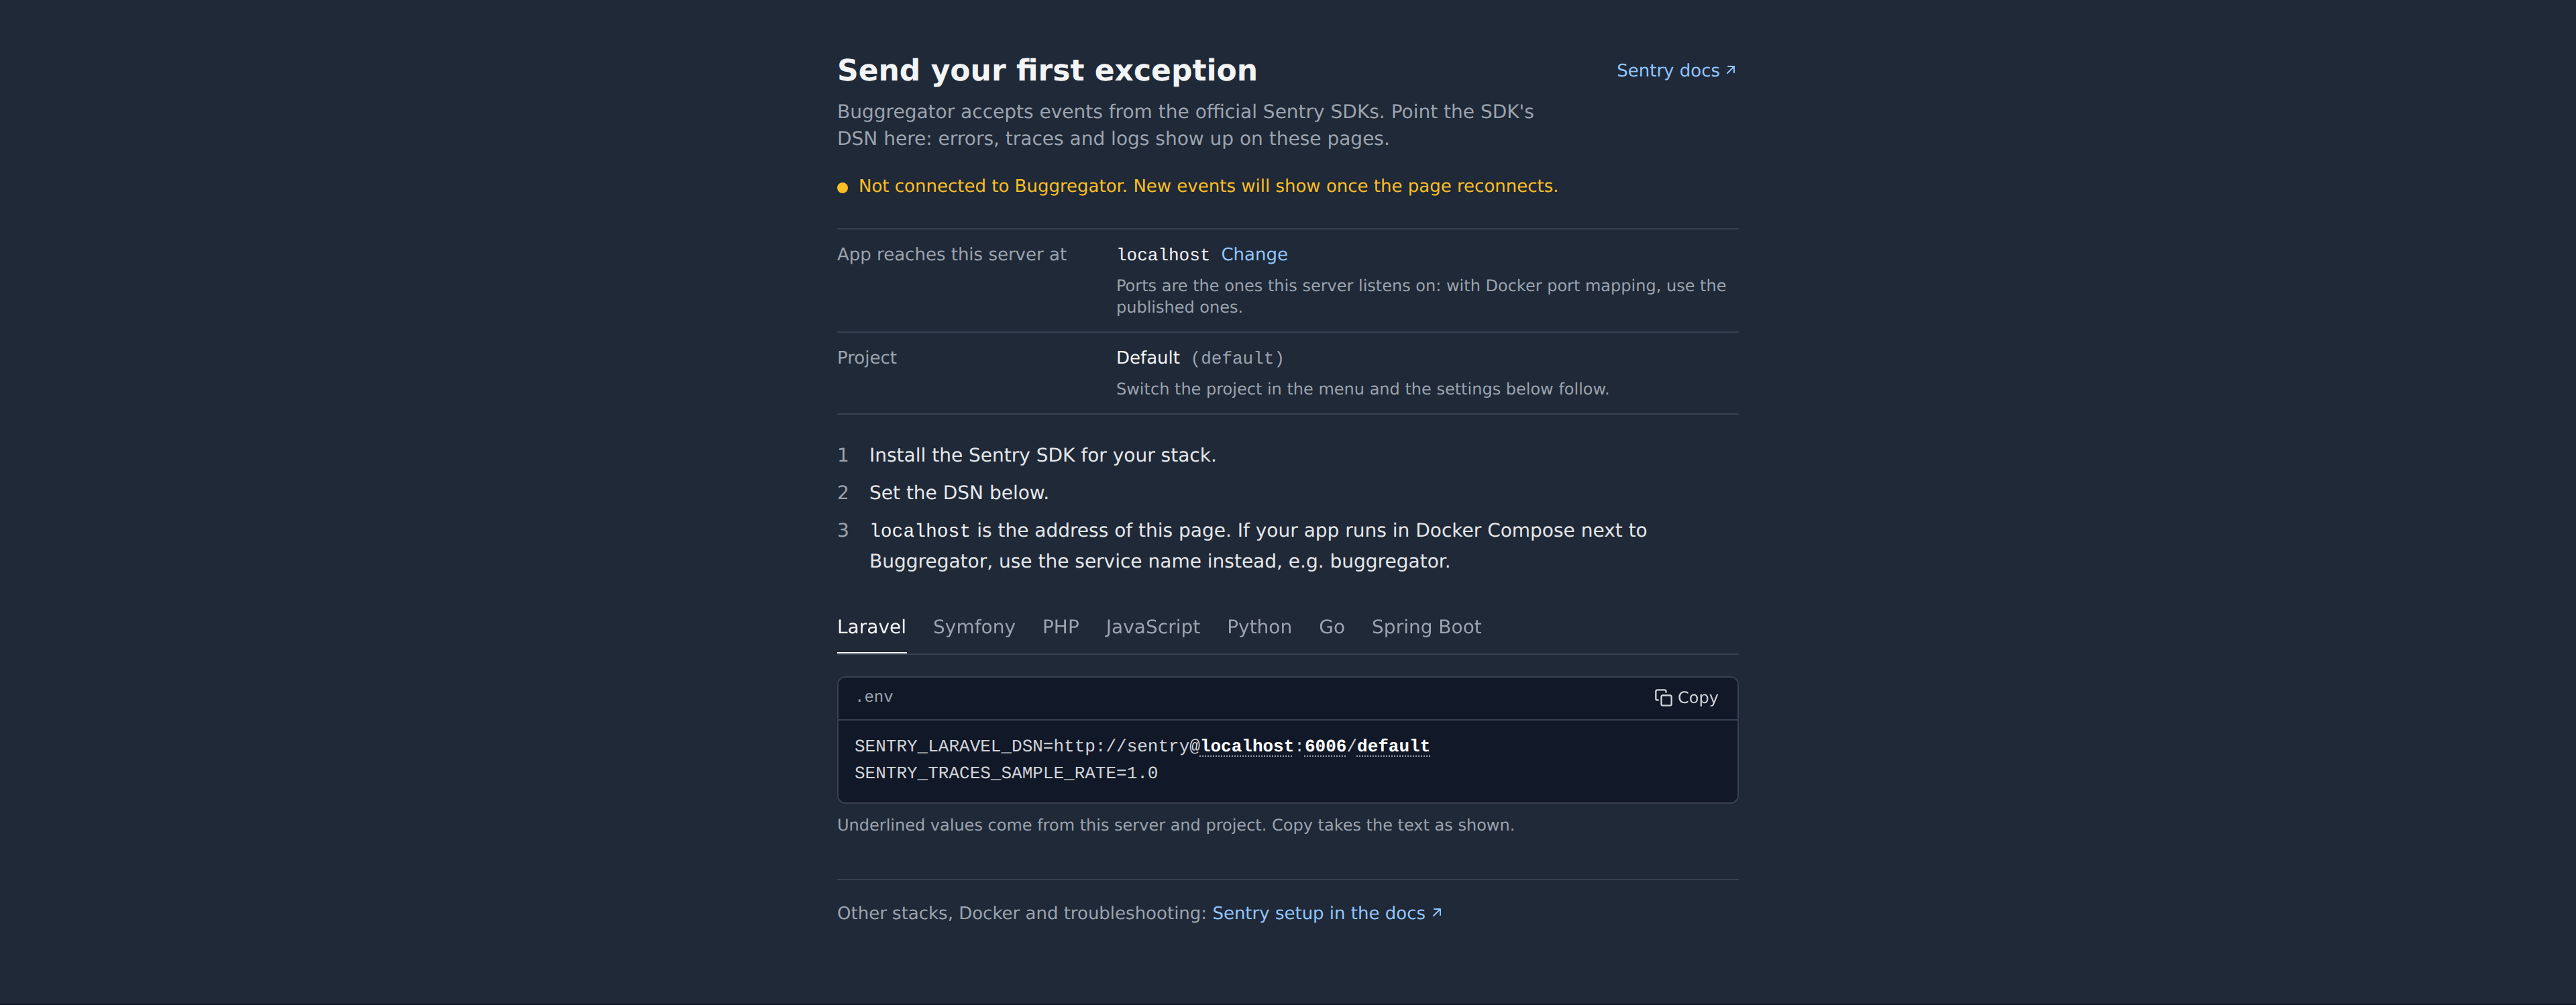 Send your first exception
Sentry docs
Buggregator accepts events from the official Sentry SDKs. Point the SDK's
DSN here: errors, traces and logs show up on these pages.
Not connected to Buggregator. New events will show once the page reconnects.
App reaches this server at
localhost Change
Ports are the ones this server listens on: with Docker port mapping, use the
published ones.
Project
Default (default)
Switch the project in the menu and the settings below follow.
1 Install the Sentry SDK for your stack.
2 Set the DSN below.
3 localhost is the address of this page. If your app runs in Docker Compose next to
Buggregator, use the service name instead, e.g. buggregator.
Laravel Symfony PHP JavaScript Python Go Spring Boot
.env
Copy
SENTRY_LARAVEL_DSN=http://sentry@localhost:6006/default
SENTRY_TRACES_SAMPLE_RATE=1.0
Underlined values come from this server and project. Copy takes the text as shown.
Other stacks, Docker and troubleshooting: Sentry setup in the docs